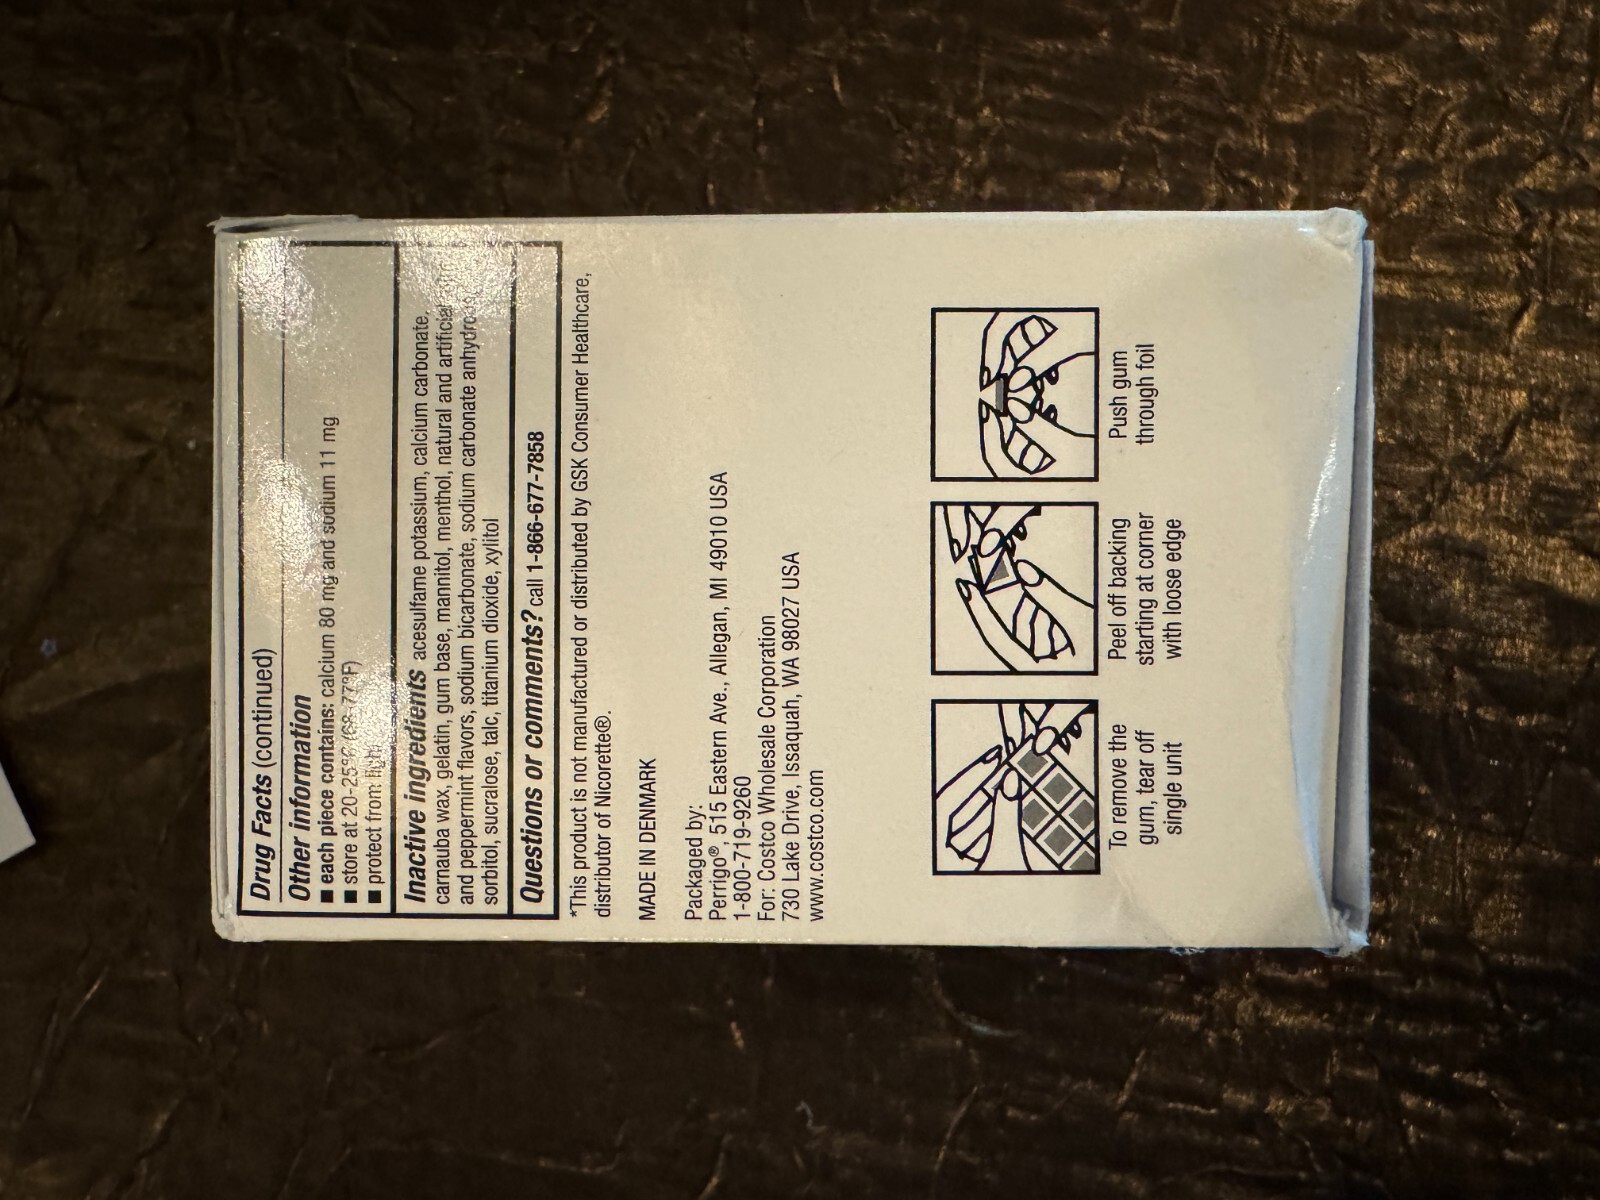 Drug Facts (continued)
Other information
■ each piece contains: calcium 80 mg and sodium 11 mg
■ store at 20-25°C (68-77°F)
■ protect from light
Inactive ingredients acesulfame potassium, calcium carbonate,
carnauba wax, gelatin, gum base, mannitol, menthol, natural and artificial
and peppermint flavors, sodium bicarbonate, sodium carbonate anhydrous,
sorbitol, sucralose, talc, titanium dioxide, xylitol
Questions or comments? call 1-866-677-7858
*This product is not manufactured or distributed by GSK Consumer Healthcare,
distributor of Nicorette®.
MADE IN DENMARK
Packaged by:
Perrigo®, 515 Eastern Ave., Allegan, MI 49010 USA
1-800-719-9260
For: Costco Wholesale Corporation
730 Lake Drive, Issaquah, WA 98027 USA
www.costco.com
To remove the
gum, tear off
single unit
Peel off backing
starting at corner
with loose edge
Push gum
through foil